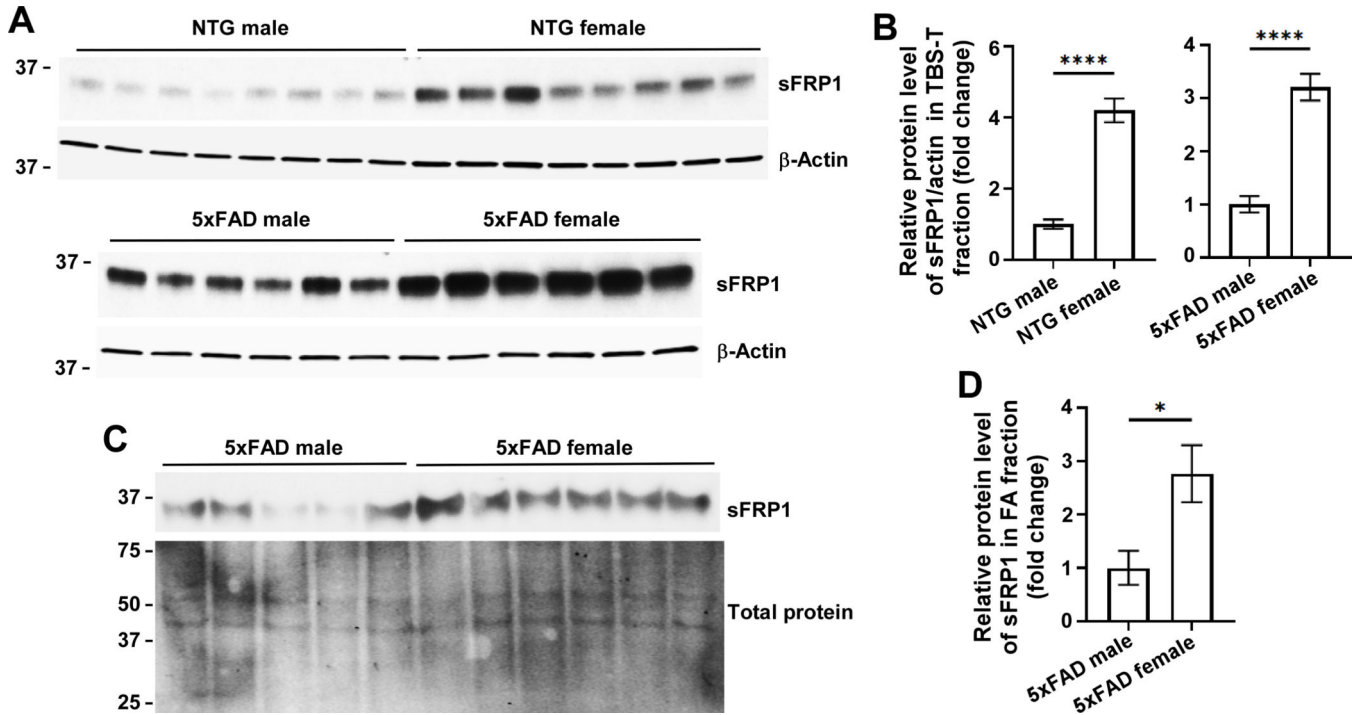 A
NTG male
NTG female
37 -
sFRP1
37 -
β-Actin
5xFAD male
5xFAD female
37 -
sFRP1
37 -
β-Actin
B
Relative protein level
of sFRP1/actin in TBS-T
fraction (fold change)
6
4
2
0
****
NTG male
NTG female
4
3
2
1
0
****
5xFAD male
5xFAD female
C
5xFAD male
5xFAD female
37 -
sFRP1
75 -
50 -
37 -
25 -
Total protein
D
Relative protein level
of sFRP1 in FA fraction
(fold change)
4
3
2
1
0
*
5xFAD male
5xFAD female